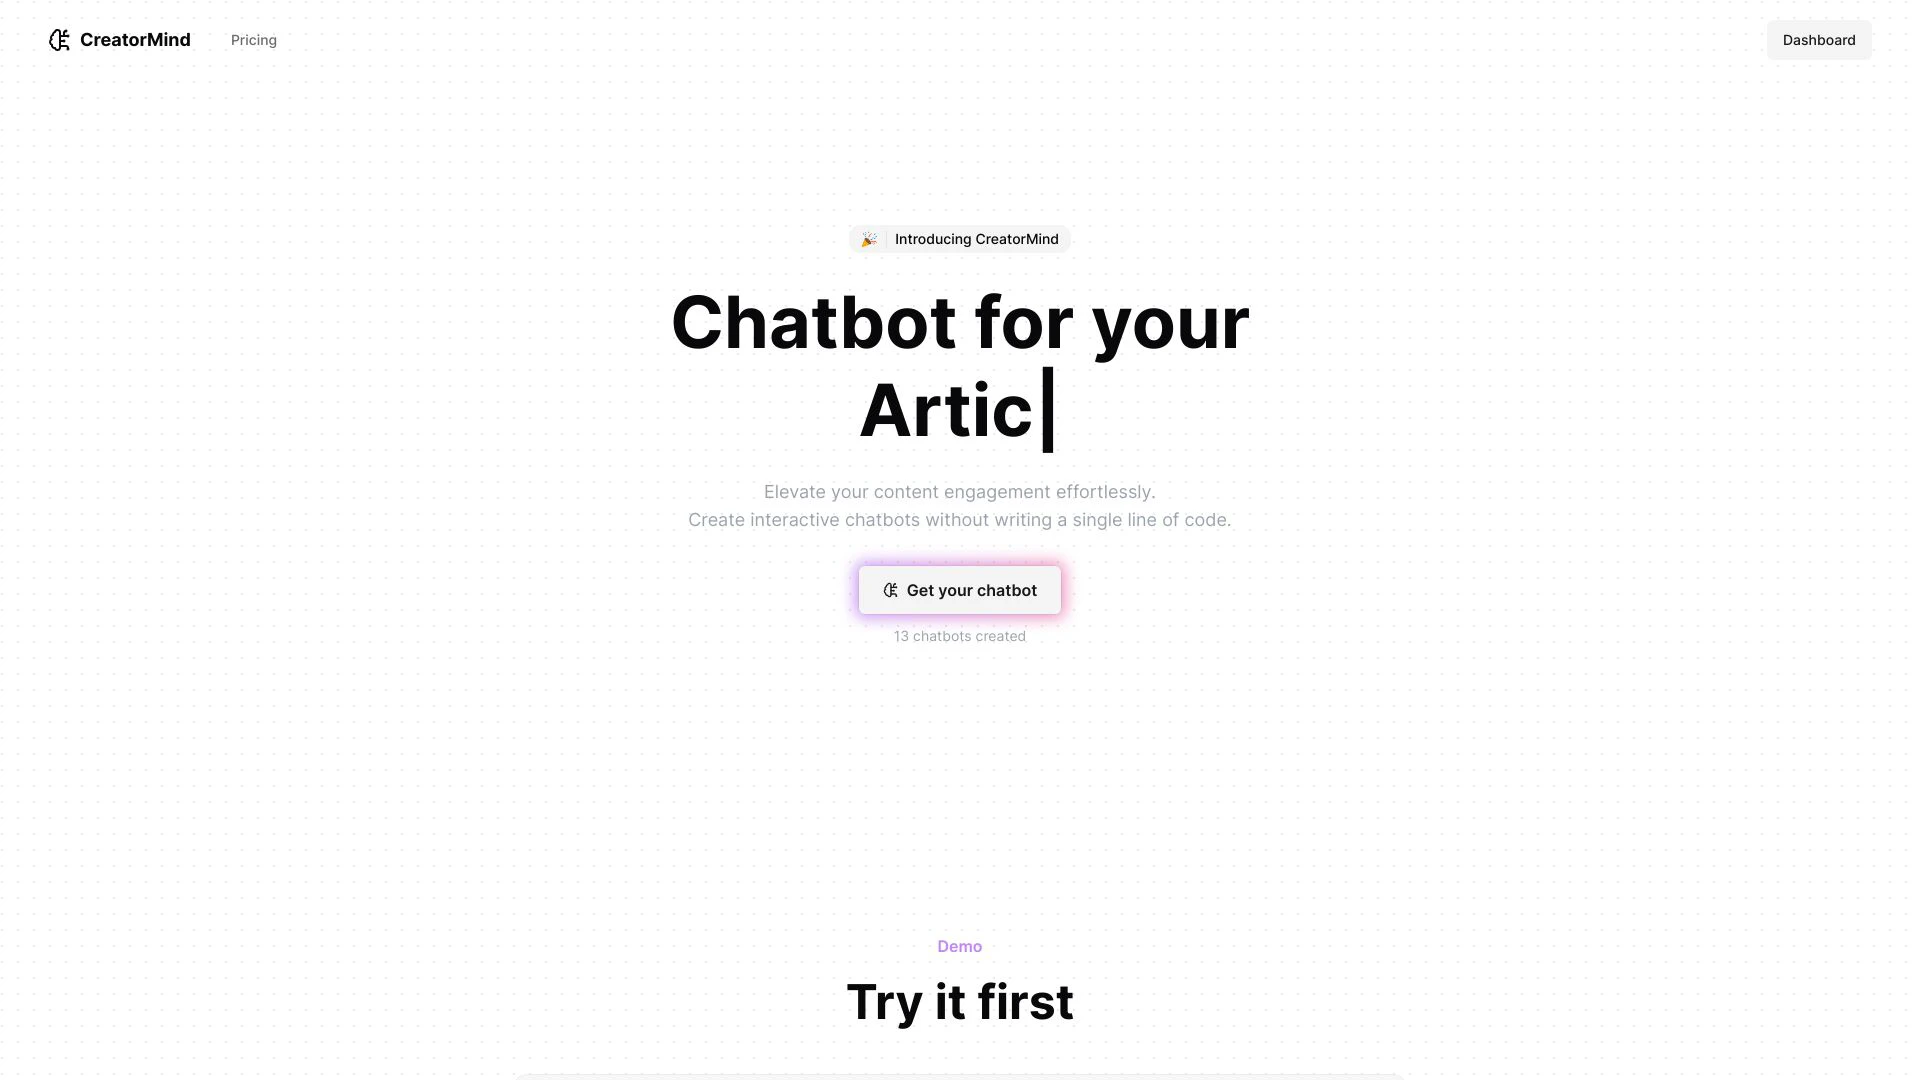 CreatorMind
Pricing
Dashboard
🎉 Introducing CreatorMind
Chatbot for your
Artic|
Elevate your content engagement effortlessly.
Create interactive chatbots without writing a single line of code.
Get your chatbot
13 chatbots created
Demo
Try it first